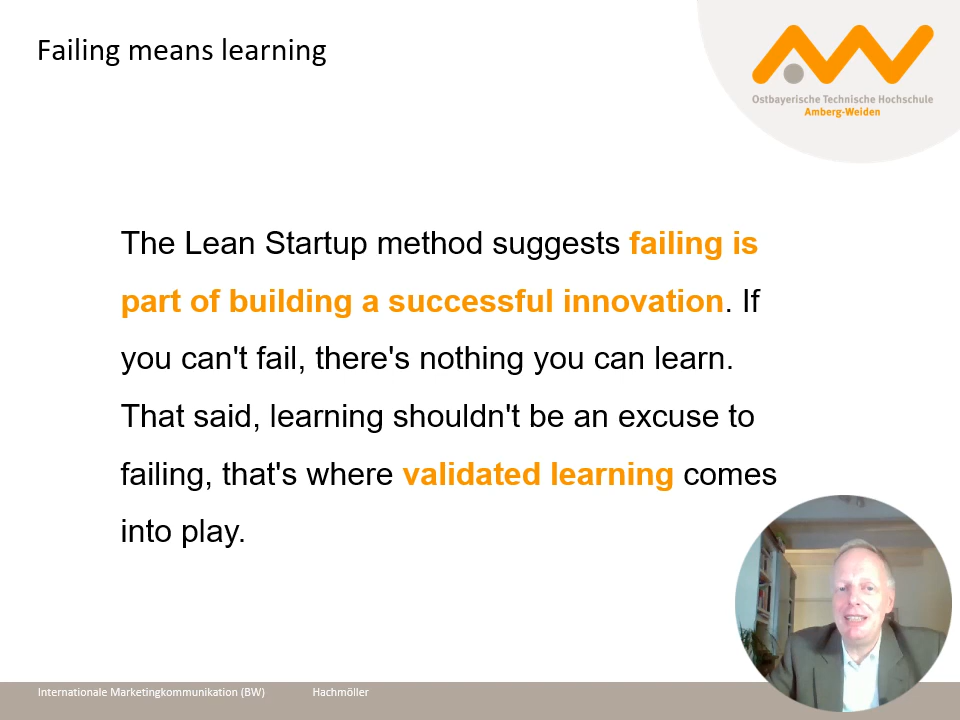 Failing means learning
Ostbayerische Technische Hochschule
Amberg-Weiden
The Lean Startup method suggests failing is
part of building a successful innovation. If
you can't fail, there's nothing you can learn.
That said, learning shouldn't be an excuse to
failing, that's where validated learning comes
into play.
Internationale Marketingkommunikation (BW) Hachmöller